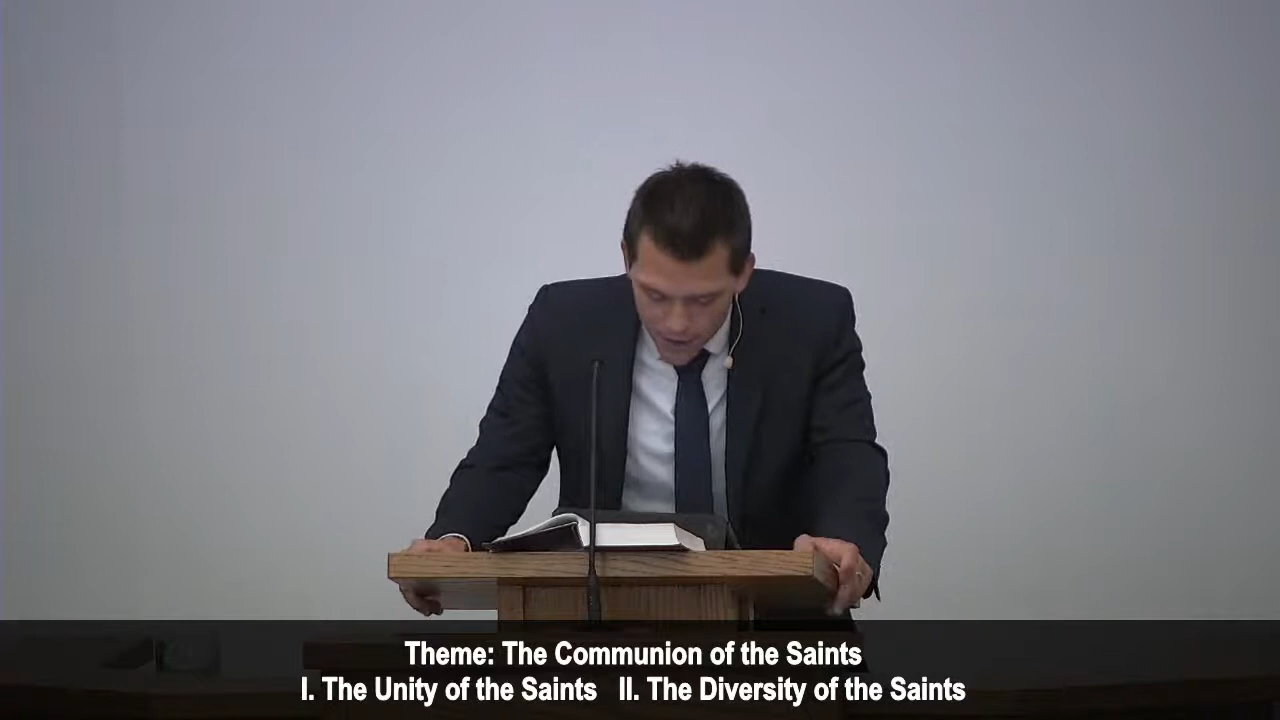 Theme: The Communion of the Saints
I. The Unity of the Saints II. The Diversity of the Saints